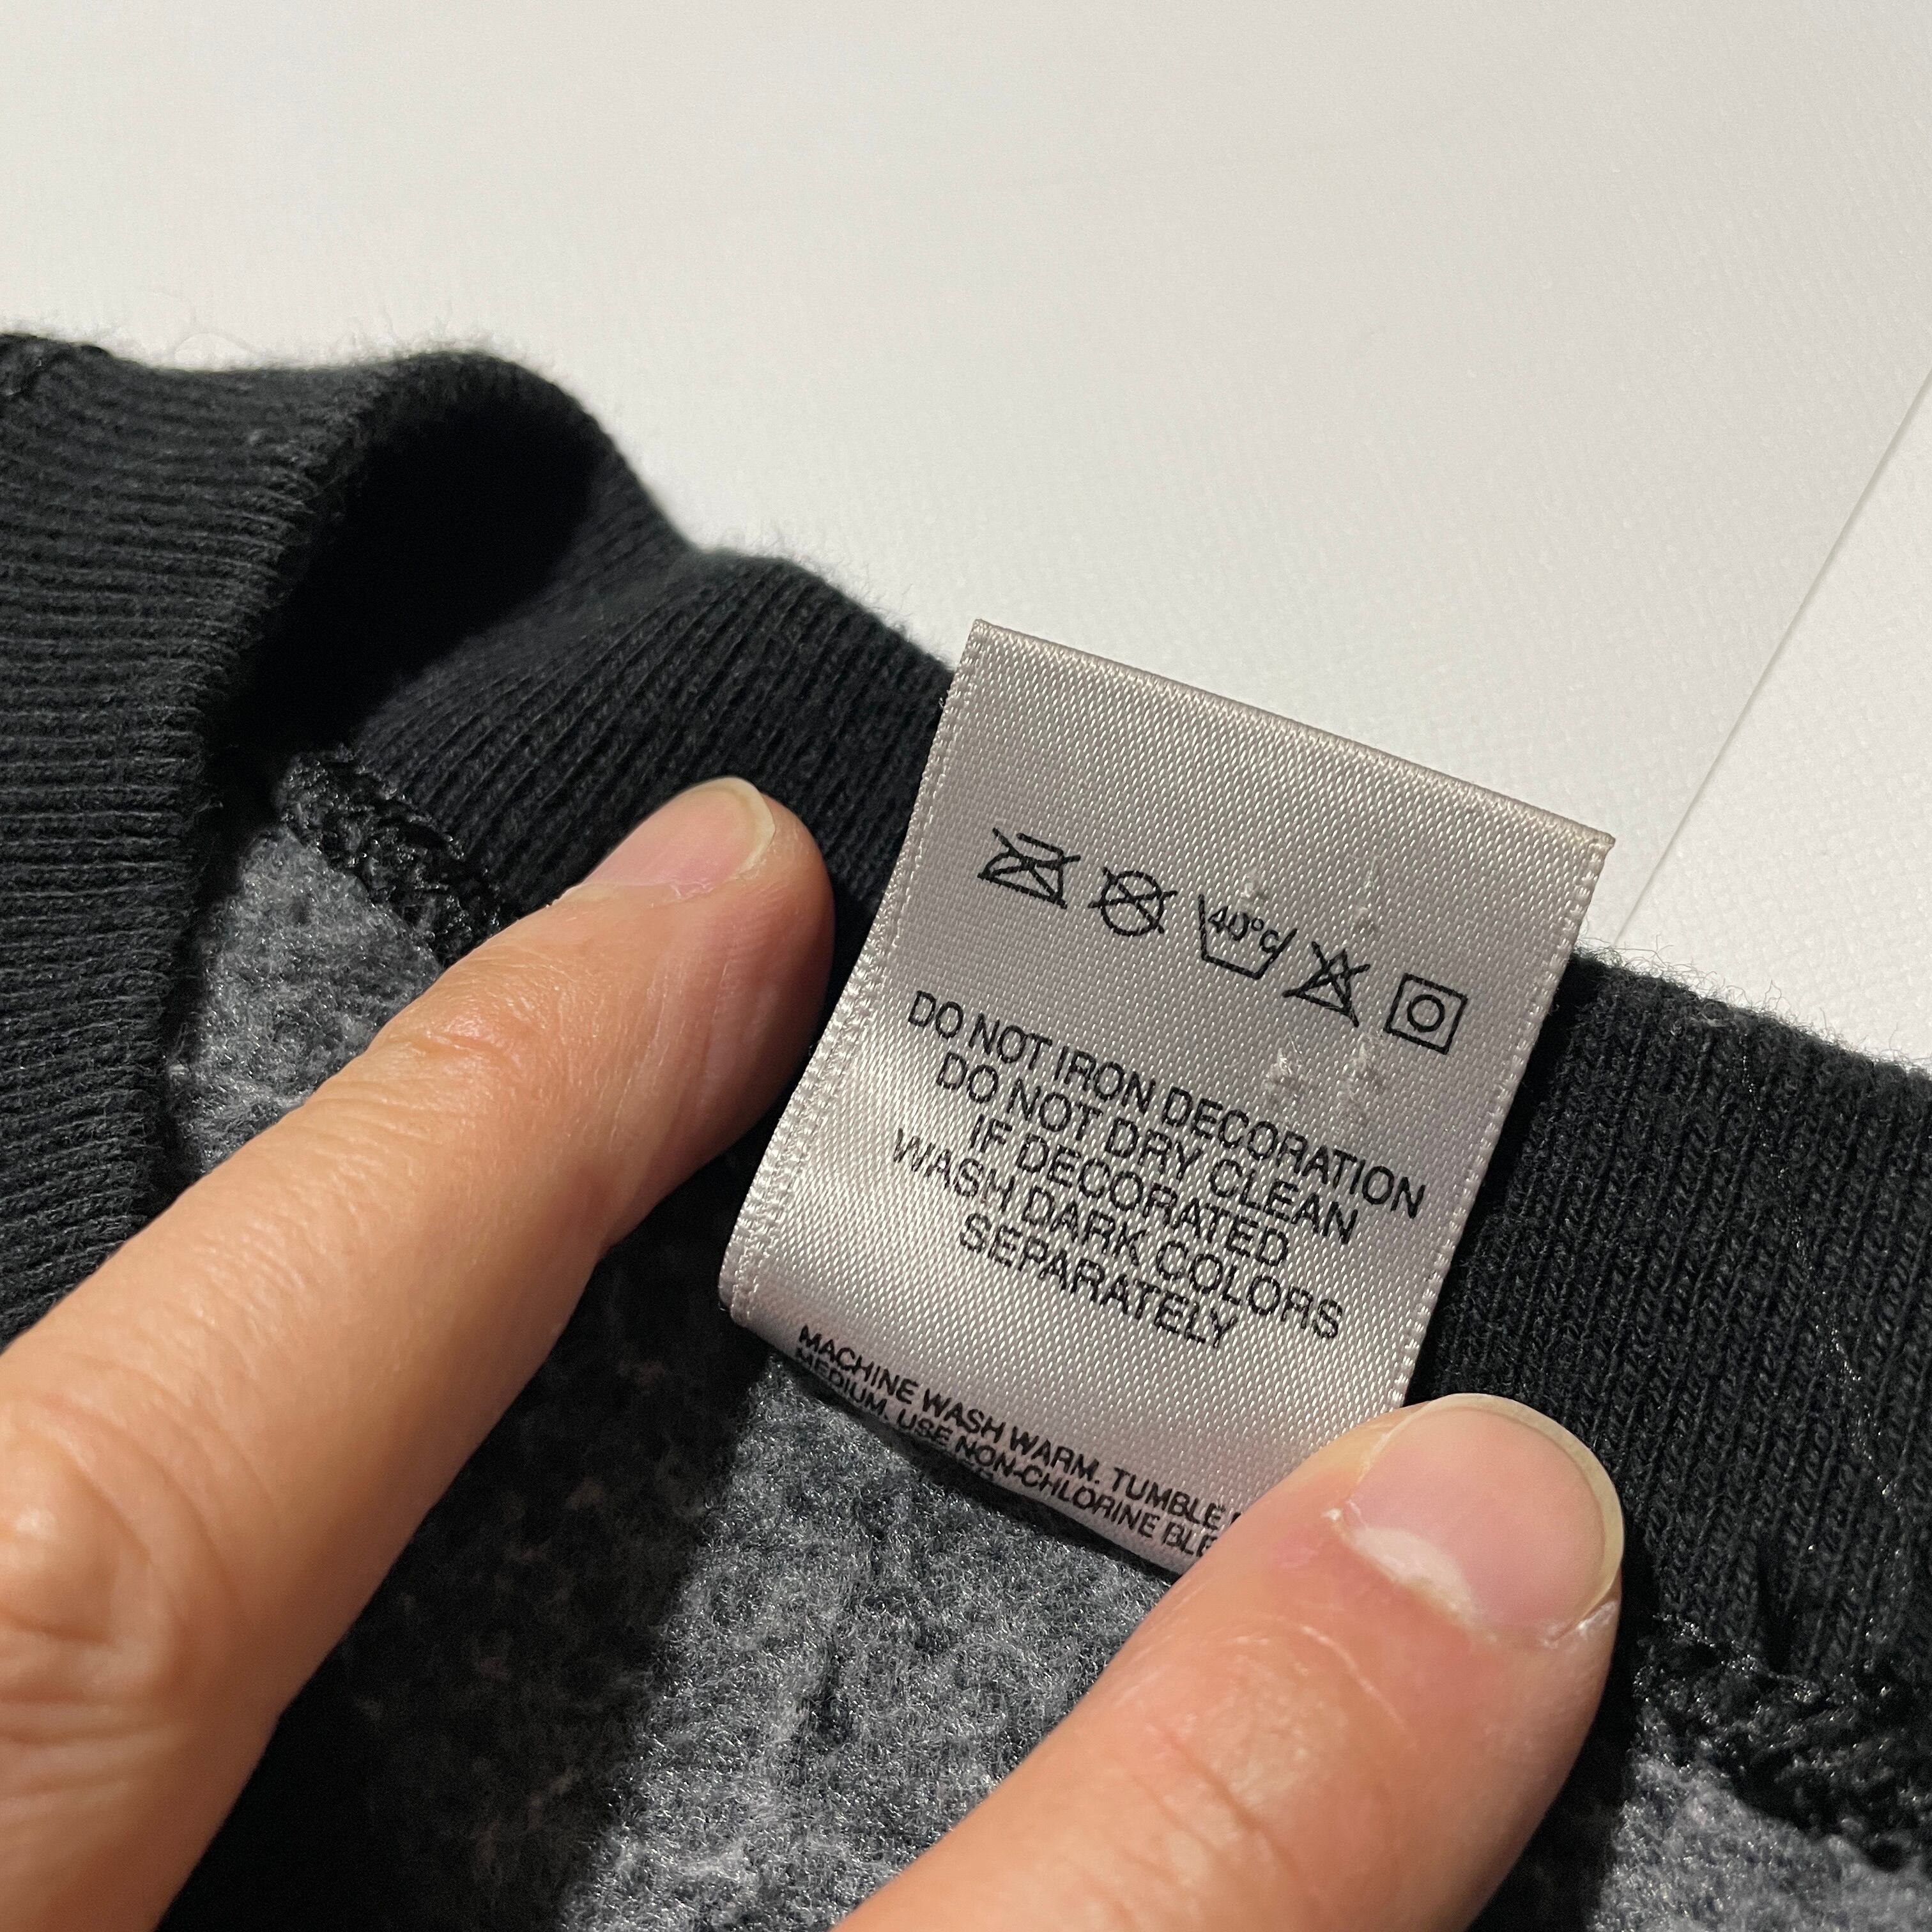 40°C
DO NOT IRON DECORATION
DO NOT DRY CLEAN
IF DECORATED
WASH DARK COLORS
SEPARATELY
MACHINE WASH WARM. TUMBLE
MEDIUM. USE NON-CHLORINE